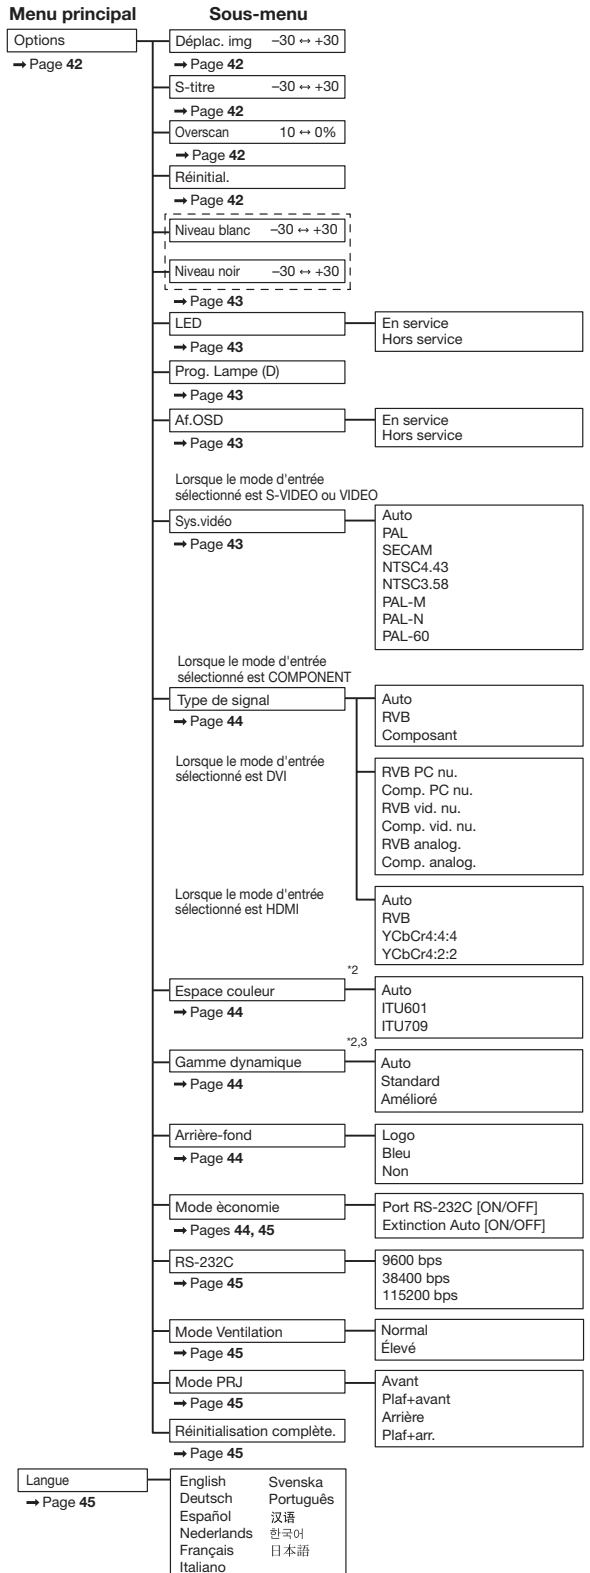 Menu principal Sous-menu
Options
➞ Page 42
Déplac. img −30 ↔ +30
➞ Page 42
S-titre −30 ↔ +30
➞ Page 42
Overscan 10 ↔ 0%
➞ Page 42
Réinitial.
➞ Page 42
Niveau blanc −30 ↔ +30
Niveau noir −30 ↔ +30
➞ Page 43
LED
➞ Page 43
En service
Hors service
Prog. Lampe (D)
➞ Page 43
Af.OSD
➞ Page 43
En service
Hors service
Lorsque le mode d'entrée
sélectionné est S-VIDEO ou VIDEO
Sys.vidéo
➞ Page 43
Auto
PAL
SECAM
NTSC4.43
NTSC3.58
PAL-M
PAL-N
PAL-60
Lorsque le mode d'entrée
sélectionné est COMPONENT
Type de signal
➞ Page 44
Auto
RVB
Composant
Lorsque le mode d'entrée
sélectionné est DVI
RVB PC nu.
Comp. PC nu.
RVB vid. nu.
Comp. vid. nu.
RVB analog.
Comp. analog.
Lorsque le mode d'entrée
sélectionné est HDMI
Auto
RVB
YCbCr4:4:4
YCbCr4:2:2
Espace couleur *2
➞ Page 44
Auto
ITU601
ITU709
Gamme dynamique *2,3
➞ Page 44
Auto
Standard
Amélioré
Arrière-fond
➞ Page 44
Logo
Bleu
Non
Mode èconomie
➞ Pages 44, 45
Port RS-232C [ON/OFF]
Extinction Auto [ON/OFF]
RS-232C
➞ Page 45
9600 bps
38400 bps
115200 bps
Mode Ventilation
➞ Page 45
Normal
Élevé
Mode PRJ
➞ Page 45
Avant
Plaf+avant
Arrière
Plaf+arr.
Réinitialisation complète.
➞ Page 45
Langue
➞ Page 45
English Svenska
Deutsch Português
Español 汉语
Nederlands 한국어
Français 日本語
Italiano